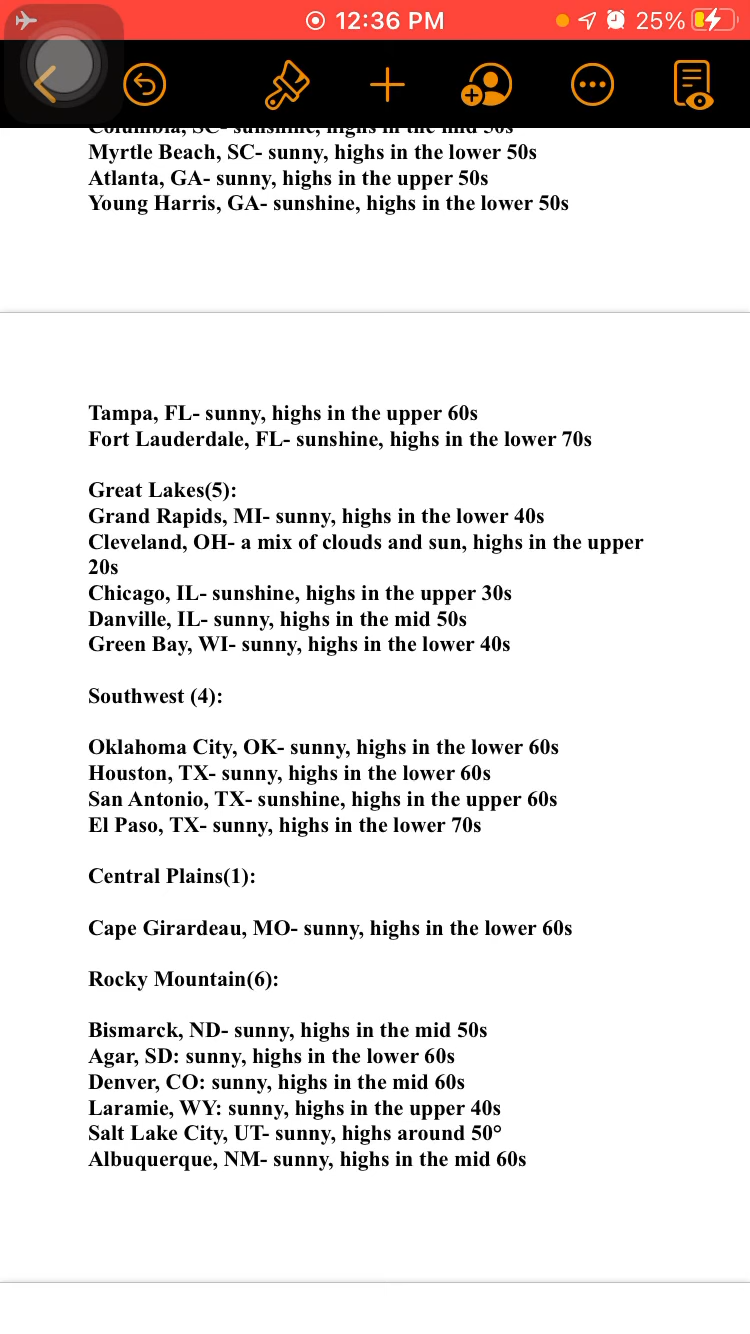 12:36 PM
25%
Columbia, SC- sunshine, highs in the mid 50s
Myrtle Beach, SC- sunny, highs in the lower 50s
Atlanta, GA- sunny, highs in the upper 50s
Young Harris, GA- sunshine, highs in the lower 50s
Tampa, FL- sunny, highs in the upper 60s
Fort Lauderdale, FL- sunshine, highs in the lower 70s
Great Lakes(5):
Grand Rapids, MI- sunny, highs in the lower 40s
Cleveland, OH- a mix of clouds and sun, highs in the upper
20s
Chicago, IL- sunshine, highs in the upper 30s
Danville, IL- sunny, highs in the mid 50s
Green Bay, WI- sunny, highs in the lower 40s
Southwest (4):
Oklahoma City, OK- sunny, highs in the lower 60s
Houston, TX- sunny, highs in the lower 60s
San Antonio, TX- sunshine, highs in the upper 60s
El Paso, TX- sunny, highs in the lower 70s
Central Plains(1):
Cape Girardeau, MO- sunny, highs in the lower 60s
Rocky Mountain(6):
Bismarck, ND- sunny, highs in the mid 50s
Agar, SD: sunny, highs in the lower 60s
Denver, CO: sunny, highs in the mid 60s
Laramie, WY: sunny, highs in the upper 40s
Salt Lake City, UT- sunny, highs around 50°
Albuquerque, NM- sunny, highs in the mid 60s